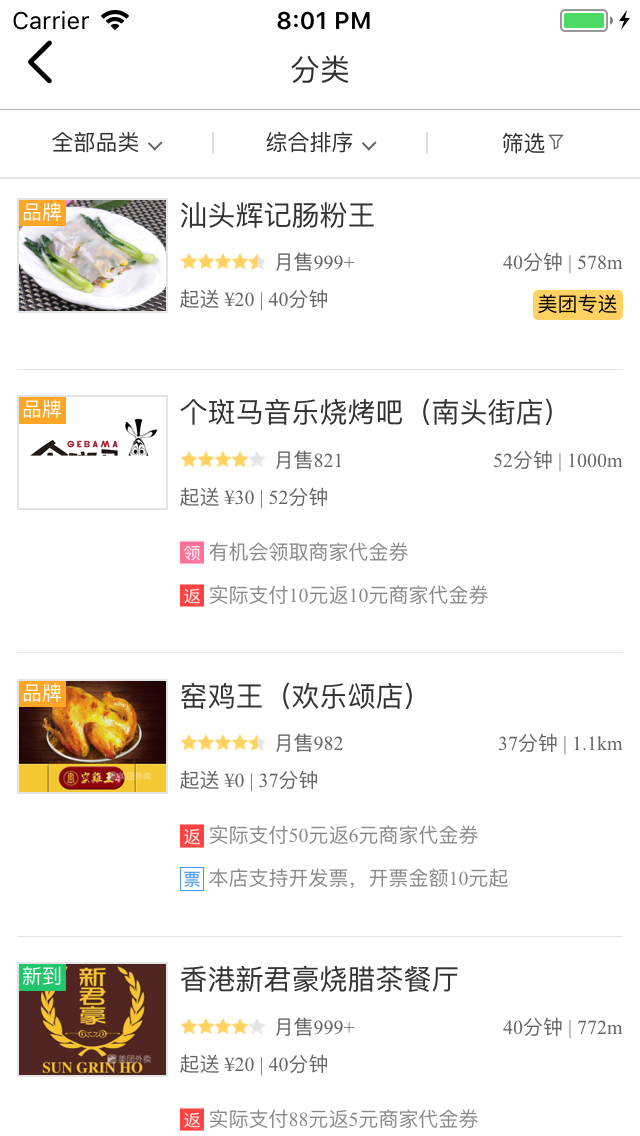 Carrier 8:01 PM
分类
全部品类 综合排序 筛选
品牌
汕头辉记肠粉王
月售999+ 40分钟 | 578m
起送 ¥20 | 40分钟 美团专送
品牌
GEBAMA
个斑马音乐烧烤吧（南头街店）
月售821 52分钟 | 1000m
起送 ¥30 | 52分钟
领 有机会领取商家代金券
返 实际支付10元返10元商家代金券
品牌
窑鸡王（欢乐颂店）
月售982 37分钟 | 1.1km
起送 ¥0 | 37分钟
返 实际支付50元返6元商家代金券
票 本店支持开发票，开票金额10元起
新到
新君豪
美团外卖
SUN GRIN HO
香港新君豪烧腊茶餐厅
月售999+ 40分钟 | 772m
起送 ¥20 | 40分钟
返 实际支付88元返5元商家代金券